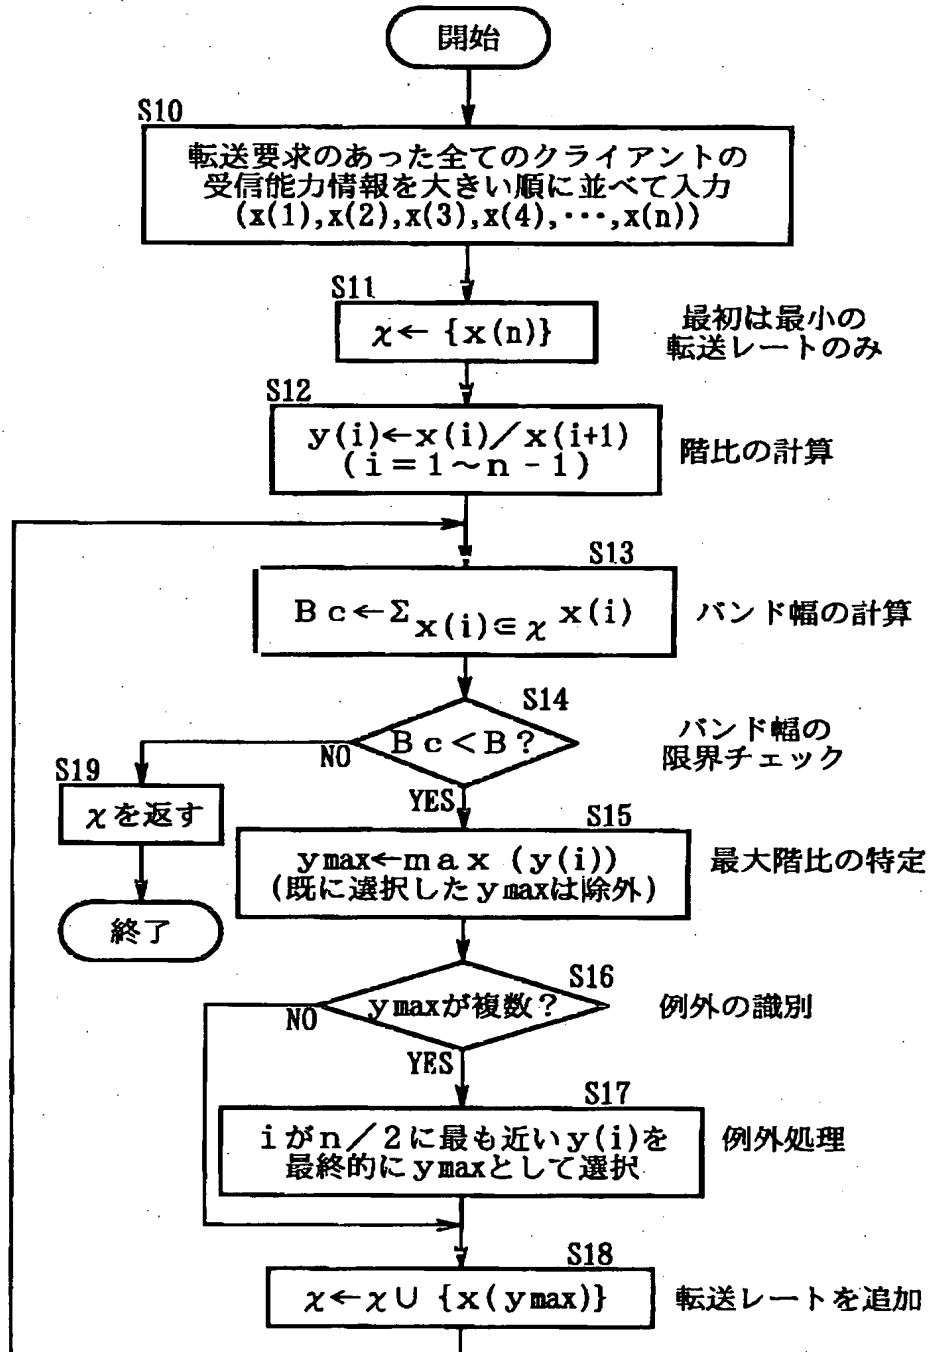 開始
S10
転送要求のあった全てのクライアントの
受信能力情報を大きい順に並べて入力
(x(1),x(2),x(3),x(4),···,x(n))
S11
χ← {x(n)}
最初は最小の
転送レートのみ
S12
y(i)←x(i)／x(i+1)
(i＝1～n-1)
階比の計算
S13
Bc←Σx(i)∈χ x(i)
バンド幅の計算
S14
Bc＜B?
バンド幅の
限界チェック
NO
YES
S19
χを返す
終了
S15
ymax←max (y(i))
(既に選択したymaxは除外)
最大階比の特定
S16
ymaxが複数?
例外の識別
NO
YES
S17
iがn／2に最も近いy(i)を
最終的にymaxとして選択
例外処理
S18
χ←χ∪ {x(ymax)}
転送レートを追加